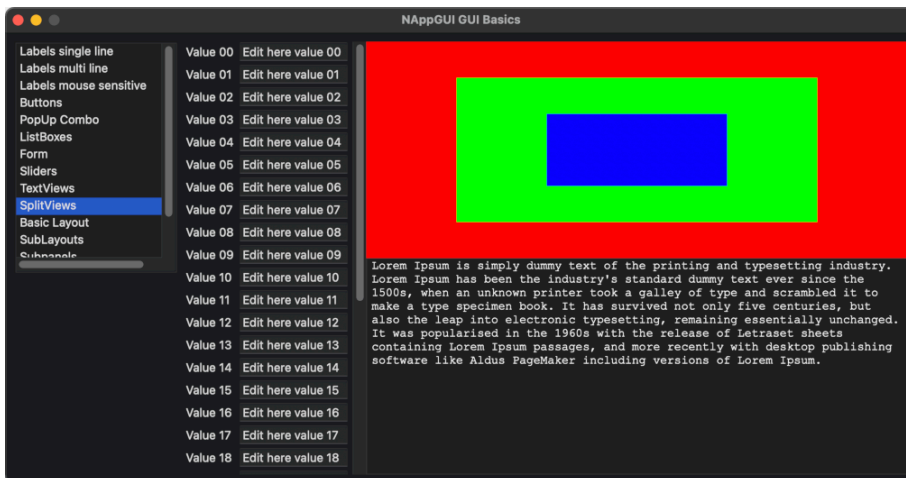 NAppGUI GUI Basics
Labels single line
Labels multi line
Labels mouse sensitive
Buttons
PopUp Combo
ListBoxes
Form
Sliders
TextViews
SplitViews
Basic Layout
SubLayouts
Subpanels
Value 00 Edit here value 00
Value 01 Edit here value 01
Value 02 Edit here value 02
Value 03 Edit here value 03
Value 04 Edit here value 04
Value 05 Edit here value 05
Value 06 Edit here value 06
Value 07 Edit here value 07
Value 08 Edit here value 08
Value 09 Edit here value 09
Value 10 Edit here value 10
Value 11 Edit here value 11
Value 12 Edit here value 12
Value 13 Edit here value 13
Value 14 Edit here value 14
Value 15 Edit here value 15
Value 16 Edit here value 16
Value 17 Edit here value 17
Value 18 Edit here value 18
Lorem Ipsum is simply dummy text of the printing and typesetting industry.
Lorem Ipsum has been the industry's standard dummy text ever since the
1500s, when an unknown printer took a galley of type and scrambled it to
make a type specimen book. It has survived not only five centuries, but
also the leap into electronic typesetting, remaining essentially unchanged.
It was popularised in the 1960s with the release of Letraset sheets
containing Lorem Ipsum passages, and more recently with desktop publishing
software like Aldus PageMaker including versions of Lorem Ipsum.